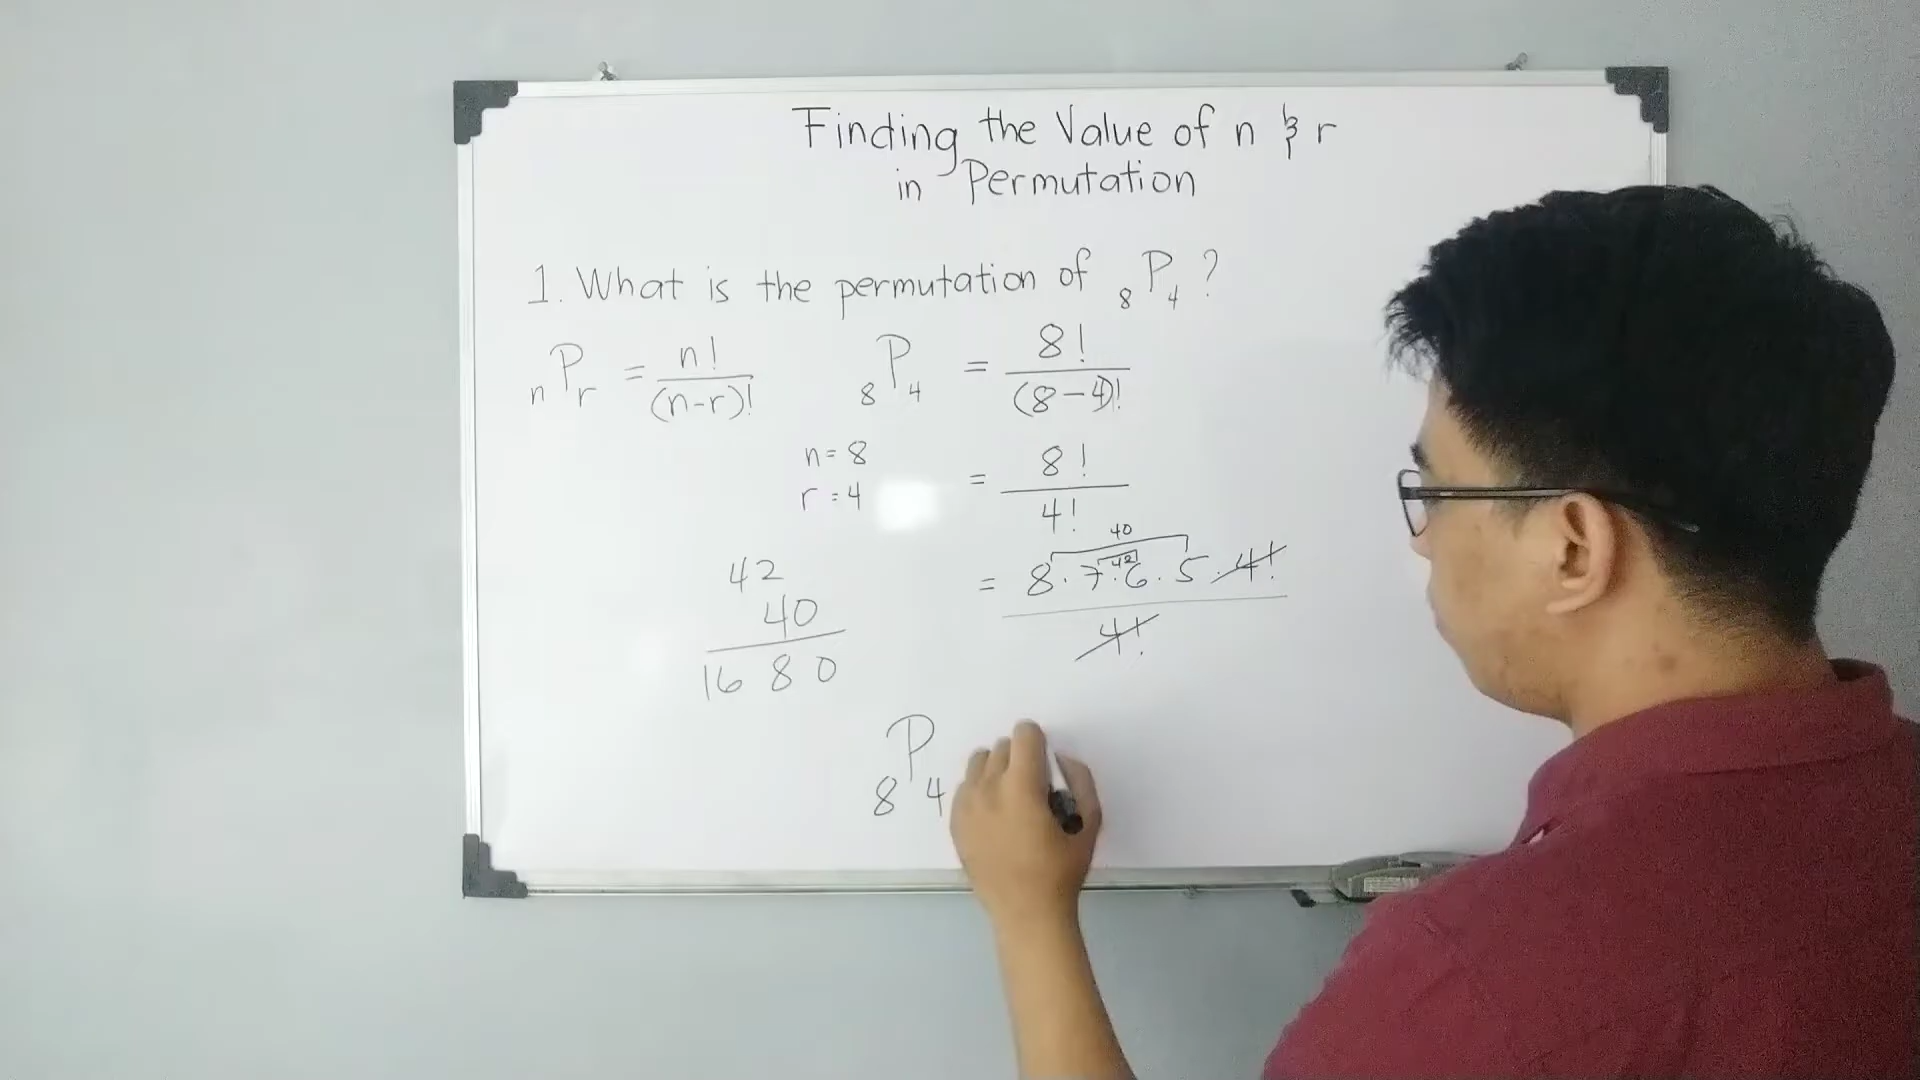 Finding the Value of n & r
in Permutation
1. What is the permutation of 8P4?
nPr = n!/(n-r)!
8P4 = 8!/(8-4)!
n = 8
r = 4
= 8!/4!
40
42
= 8·7·6·5·4!/4!
42
40
1680
8P4